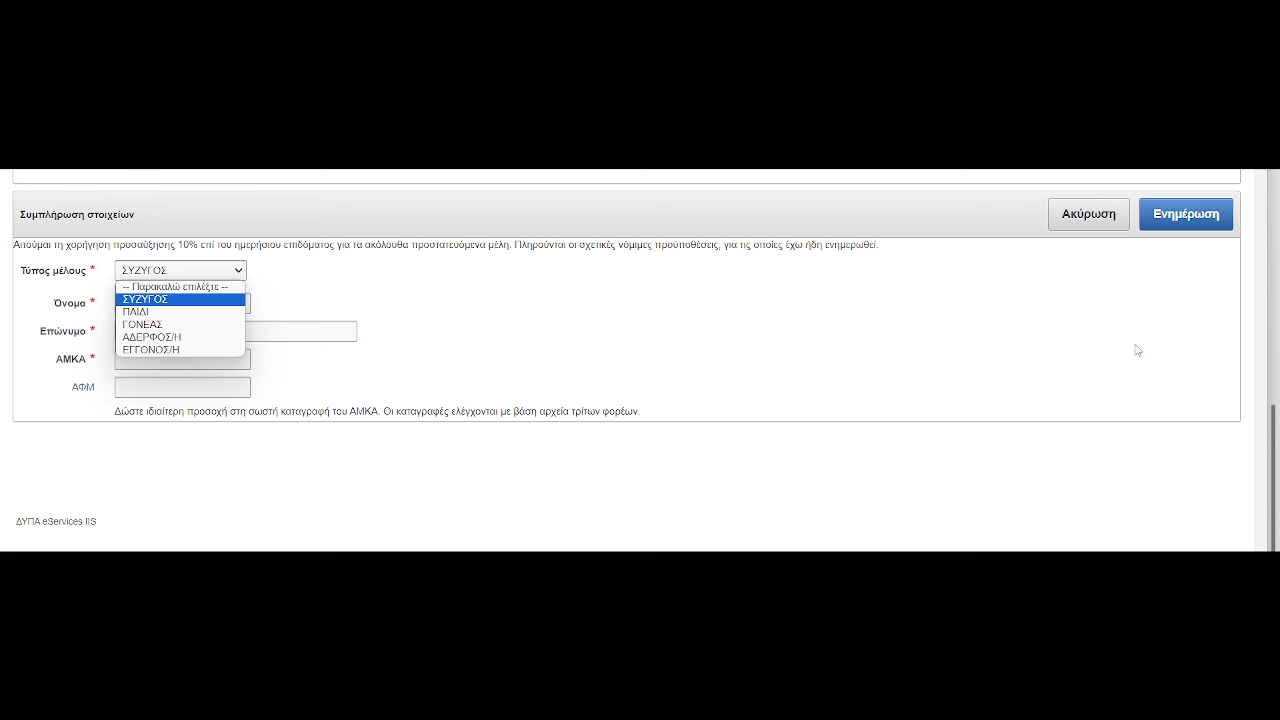 Συμπλήρωση στοιχείων
Ακύρωση
Ενημέρωση
Αιτούμαι τη χορήγηση προσαύξησης 10% επί του ημερήσιου επιδόματος για τα ακόλουθα προστατευόμενα μέλη. Πληρούνται οι σχετικές νόμιμες προϋποθέσεις, για τις οποίες έχω ήδη ενημερωθεί.
Τύπος μέλους *
ΣΥΖΥΓΟΣ
-- Παρακαλώ επιλέξτε --
ΣΥΖΥΓΟΣ
ΠΑΙΔΙ
ΓΟΝΕΑΣ
ΑΔΕΡΦΟΣ/Η
ΕΓΓΟΝΟΣ/Η
Όνομα *
Επώνυμο *
ΑΜΚΑ *
ΑΦΜ
Δώστε ιδιαίτερη προσοχή στη σωστή καταγραφή του ΑΜΚΑ. Οι καταγραφές ελέγχονται με βάση αρχεία τρίτων φορέων.
ΔΥΠΑ eServices IIS